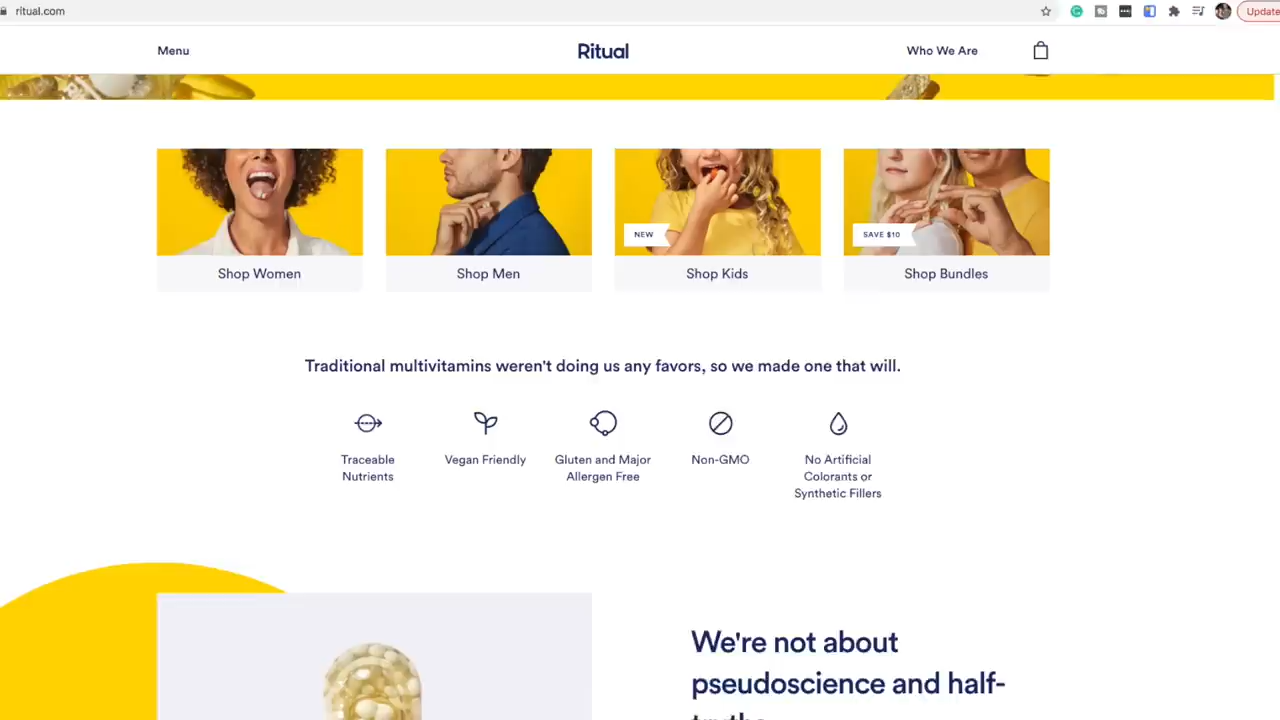 ritual.com
Update
Menu
Ritual
Who We Are
NEW
SAVE $10
Shop Women
Shop Men
Shop Kids
Shop Bundles
Traditional multivitamins weren't doing us any favors, so we made one that will.
Traceable
Nutrients
Vegan Friendly
Gluten and Major
Allergen Free
Non-GMO
No Artificial
Colorants or
Synthetic Fillers
We're not about
pseudoscience and half-
truths